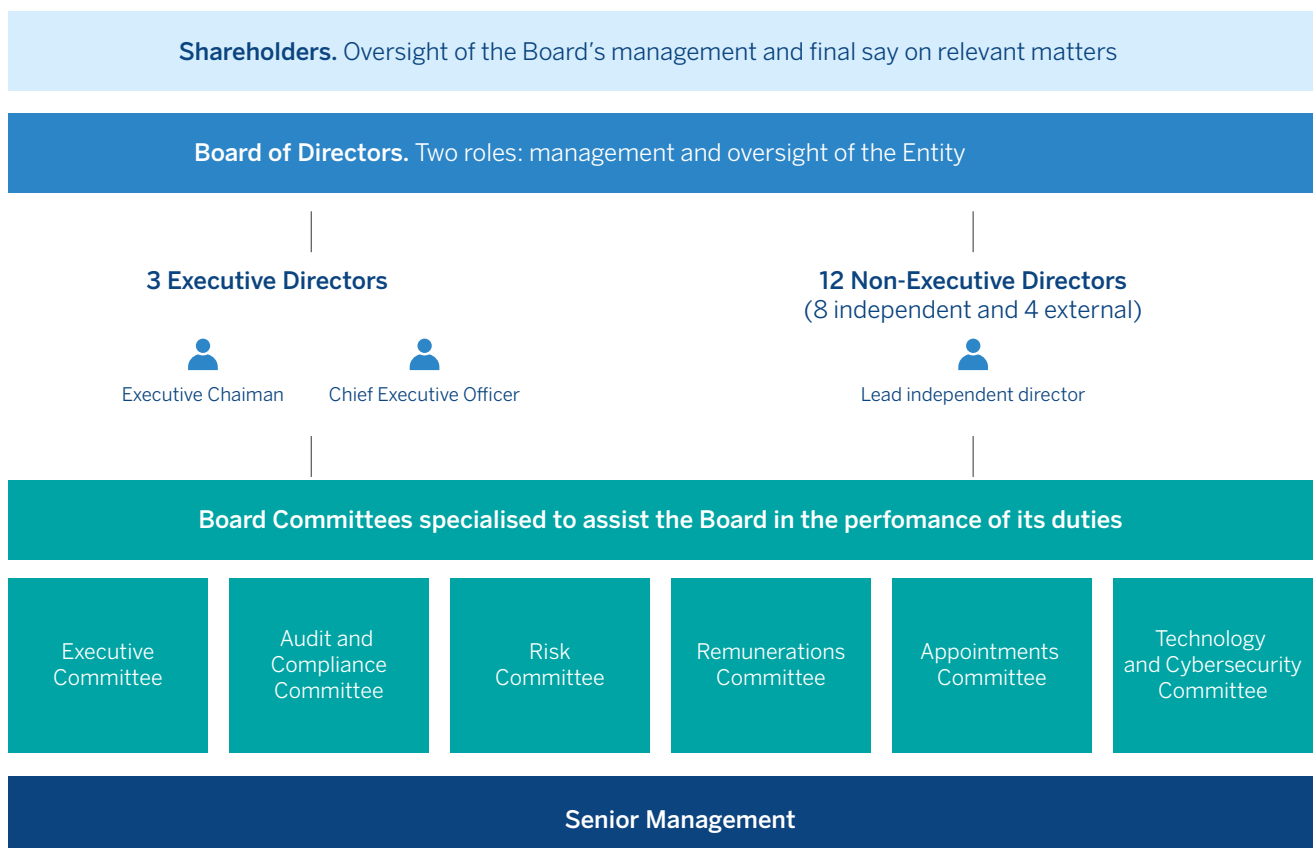 Shareholders. Oversight of the Board's management and final say on relevant matters
Board of Directors. Two roles: management and oversight of the Entity
3 Executive Directors
Executive Chaiman
Chief Executive Officer
12 Non-Executive Directors
(8 independent and 4 external)
Lead independent director
Board Committees specialised to assist the Board in the perfomance of its duties
Executive
Committee
Audit and
Compliance
Committee
Risk
Committee
Remunerations
Committee
Appointments
Committee
Technology
and Cybersecurity
Committee
Senior Management